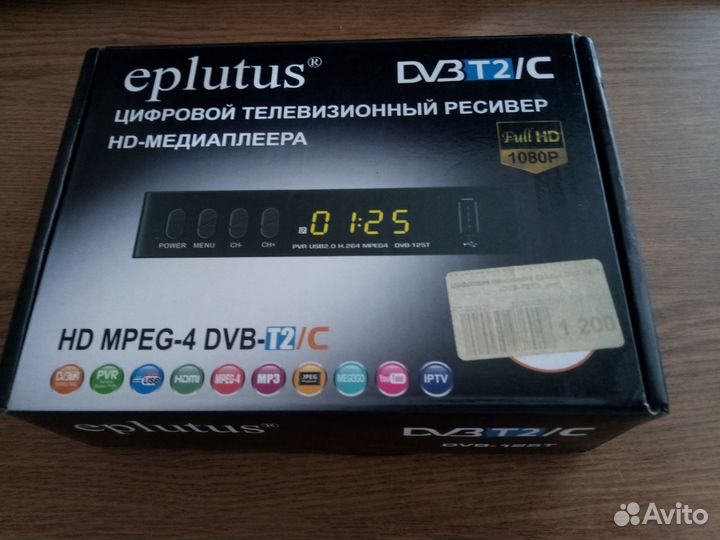 eplutus®
DVB T2/C
ЦИФРОВОЙ ТЕЛЕВИЗИОННЫЙ РЕСИВЕР
HD-МЕДИАПЛЕЕРА
Full HD
1080P
01:25
POWER MENU CH- CH+
PVR USB2.0 H.264 MPEG4 DVB-125T
1 200
HD MPEG-4 DVB-T2/C
PVR
USB
HDMI
MPEG-4
MP3
JPEG
MEGOGO
YouTube
IPTV
eplutus®
DVB T2/C
DVB-125T
Avito